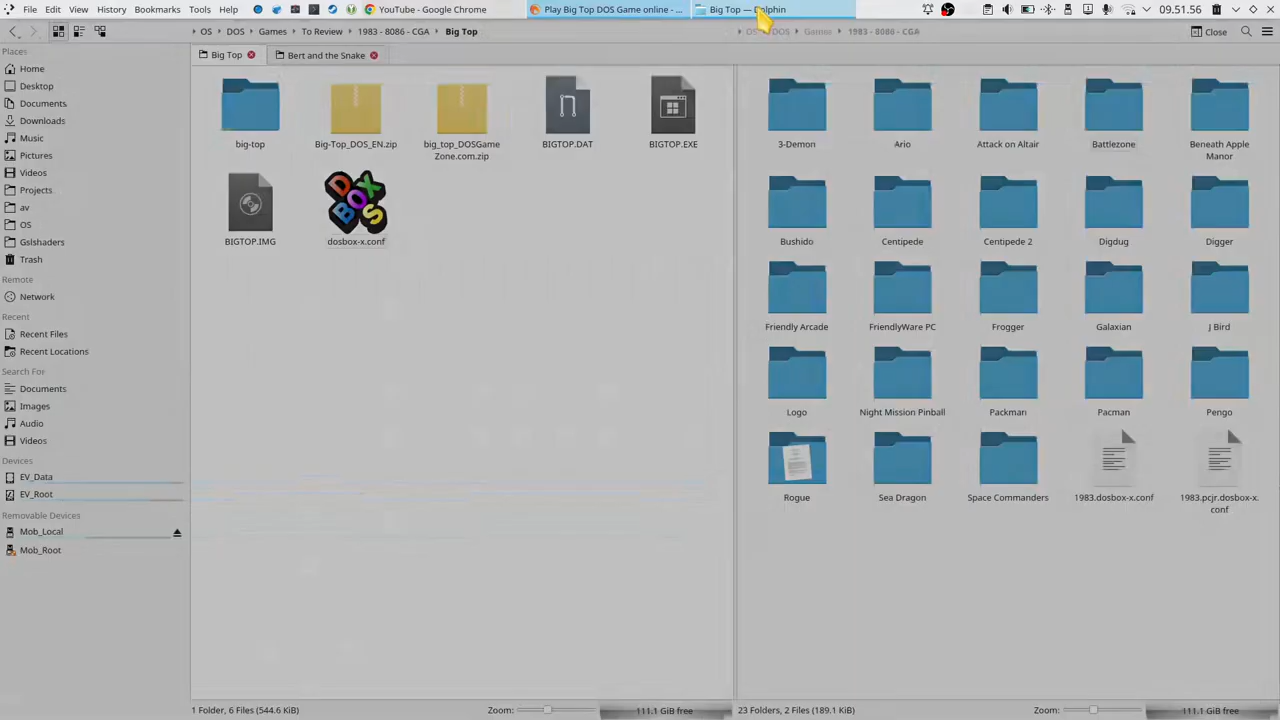 File Edit View History Bookmarks Tools Help YouTube - Google Chrome Play Big Top DOS Game online - ... Big Top — Dolphin 09.51.56
OS DOS Games To Review 1983 - 8086 - CGA Big Top
Games 1983 - 8086 - CGA Close
Big Top Bert and the Snake
Places
Home
Desktop
Documents
Downloads
Music
Pictures
Videos
Projects
av
OS
Gslshaders
Trash
Remote
Network
Recent
Recent Files
Recent Locations
Search For
Documents
Images
Audio
Videos
Devices
EV_Data
EV_Root
Removable Devices
Mob_Local
Mob_Root
big-top Big-Top_DOS_EN.zip big_top_DOSGame BIGTOP.DAT BIGTOP.EXE
Zone.com.zip
BIGTOP.IMG dosbox-x.conf
3-Demon Ario Attack on Altair Battlezone Beneath Apple
Manor
Bushido Centipede Centipede 2 Digdug Digger
Friendly Arcade FriendlyWare PC Frogger Galaxian J Bird
Logo Night Mission Pinball Packman Pacman Pengo
Rogue Sea Dragon Space Commanders 1983.dosbox-x.conf 1983.pcjr.dosbox-x.
conf
1 Folder, 6 Files (544.6 KiB) Zoom: 111.1 GiB free
23 Folders, 2 Files (189.1 KiB) Zoom: 111.1 GiB free